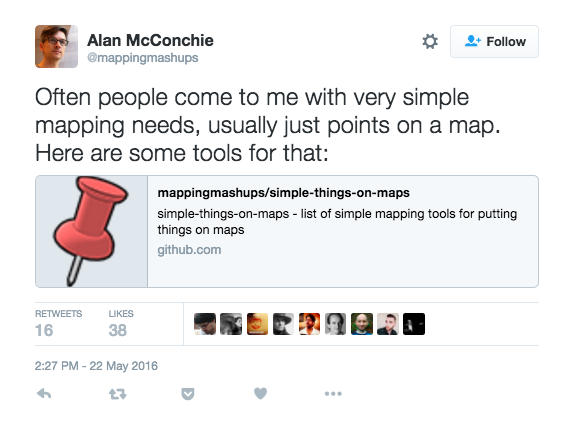 Alan McConchie
@mappingmashups
Follow
Often people come to me with very simple
mapping needs, usually just points on a map.
Here are some tools for that:
mappingmashups/simple-things-on-maps
simple-things-on-maps - list of simple mapping tools for putting
things on maps
github.com
RETWEETS LIKES
16 38
2:27 PM - 22 May 2016